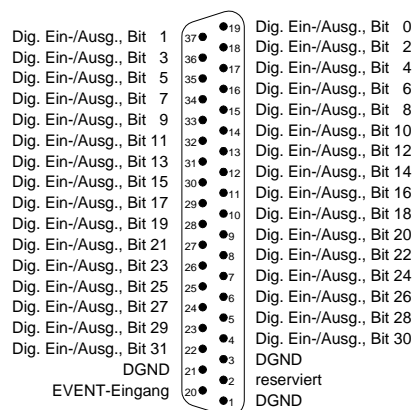 19 Dig. Ein-/Ausg., Bit 0
Dig. Ein-/Ausg., Bit 1 37
18 Dig. Ein-/Ausg., Bit 2
Dig. Ein-/Ausg., Bit 3 36
17 Dig. Ein-/Ausg., Bit 4
Dig. Ein-/Ausg., Bit 5 35
16 Dig. Ein-/Ausg., Bit 6
Dig. Ein-/Ausg., Bit 7 34
15 Dig. Ein-/Ausg., Bit 8
Dig. Ein-/Ausg., Bit 9 33
14 Dig. Ein-/Ausg., Bit 10
Dig. Ein-/Ausg., Bit 11 32
13 Dig. Ein-/Ausg., Bit 12
Dig. Ein-/Ausg., Bit 13 31
12 Dig. Ein-/Ausg., Bit 14
Dig. Ein-/Ausg., Bit 15 30
11 Dig. Ein-/Ausg., Bit 16
Dig. Ein-/Ausg., Bit 17 29
10 Dig. Ein-/Ausg., Bit 18
Dig. Ein-/Ausg., Bit 19 28
9 Dig. Ein-/Ausg., Bit 20
Dig. Ein-/Ausg., Bit 21 27
8 Dig. Ein-/Ausg., Bit 22
Dig. Ein-/Ausg., Bit 23 26
7 Dig. Ein-/Ausg., Bit 24
Dig. Ein-/Ausg., Bit 25 25
6 Dig. Ein-/Ausg., Bit 26
Dig. Ein-/Ausg., Bit 27 24
5 Dig. Ein-/Ausg., Bit 28
Dig. Ein-/Ausg., Bit 29 23
4 Dig. Ein-/Ausg., Bit 30
Dig. Ein-/Ausg., Bit 31 22
3 DGND
DGND 21
2 reserviert
EVENT-Eingang 20
1 DGND